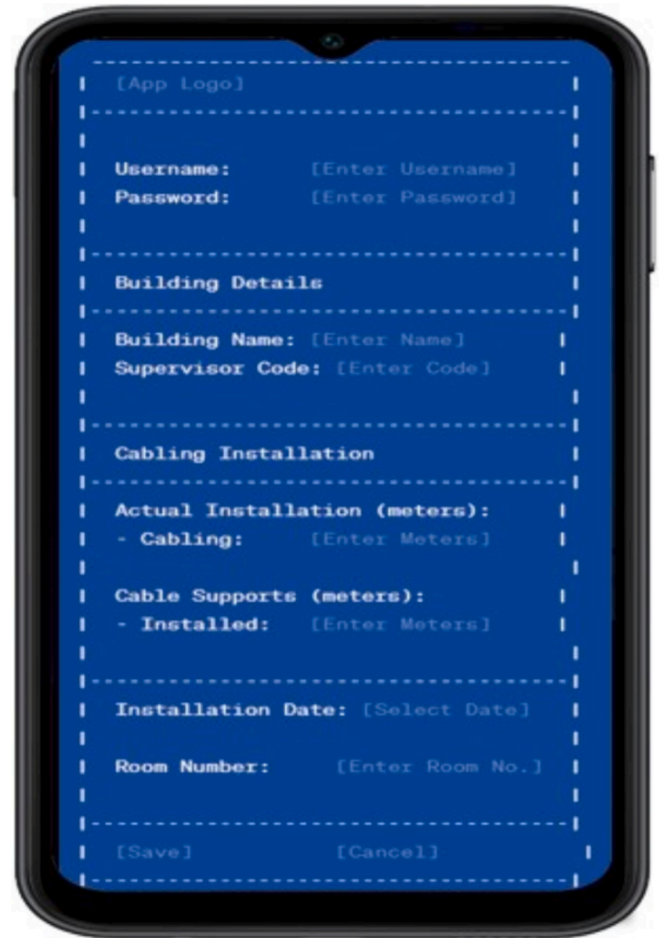 [App Logo]
Username: [Enter Username]
Password: [Enter Password]
Building Details
Building Name: [Enter Name]
Supervisor Code: [Enter Code]
Cabling Installation
Actual Installation (meters):
- Cabling: [Enter Meters]
Cable Supports (meters):
- Installed: [Enter Meters]
Installation Date: [Select Date]
Room Number: [Enter Room No.]
[Save] [Cancel]